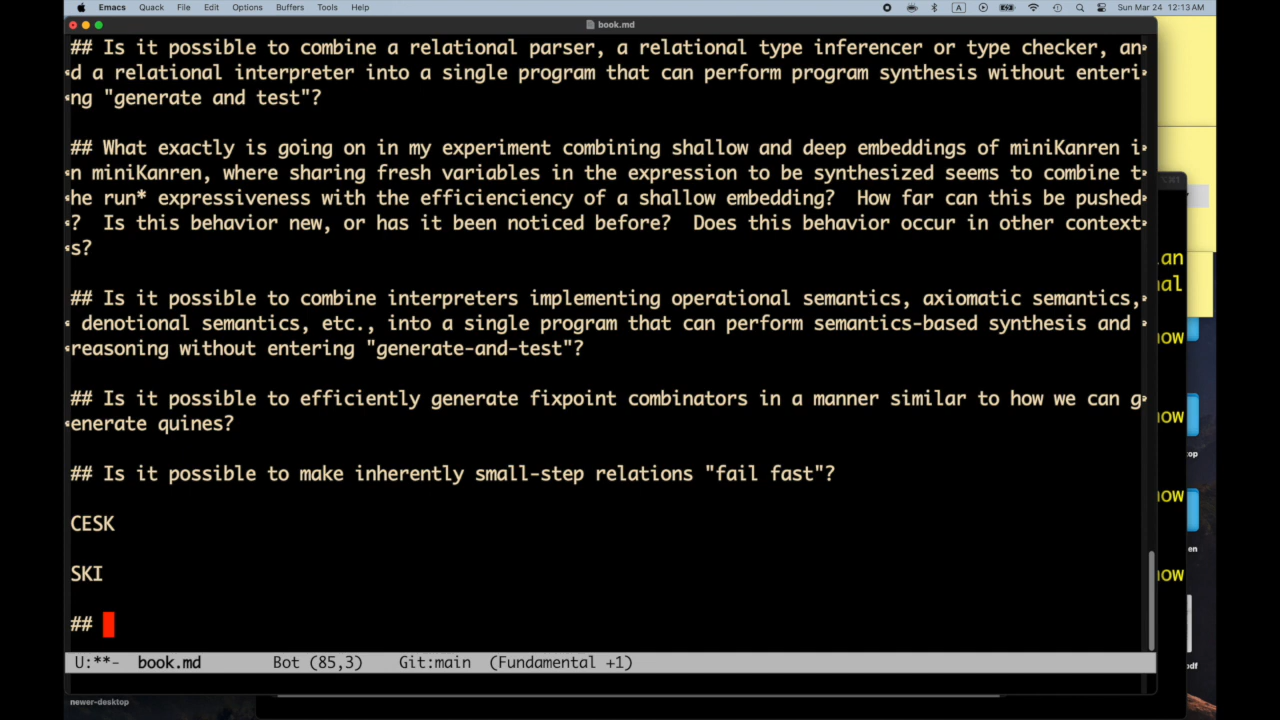 Emacs Quack File Edit Options Buffers Tools Help
A
Sun Mar 24 12:13 AM
book.md
## Is it possible to combine a relational parser, a relational type inferencer or type checker, an
d a relational interpreter into a single program that can perform program synthesis without enteri
ng "generate and test"?
## What exactly is going on in my experiment combining shallow and deep embeddings of miniKanren i
n miniKanren, where sharing fresh variables in the expression to be synthesized seems to combine t
he run* expressiveness with the efficienciency of a shallow embedding?  How far can this be pushed
?  Is this behavior new, or has it been noticed before?  Does this behavior occur in other context
s?
## Is it possible to combine interpreters implementing operational semantics, axiomatic semantics,
denotional semantics, etc., into a single program that can perform semantics-based synthesis and
reasoning without entering "generate-and-test"?
## Is it possible to efficiently generate fixpoint combinators in a manner similar to how we can g
enerate quines?
## Is it possible to make inherently small-step relations "fail fast"?
CESK
SKI
##
U:**- book.md Bot (85,3) Git:main (Fundamental +1)
newer-desktop